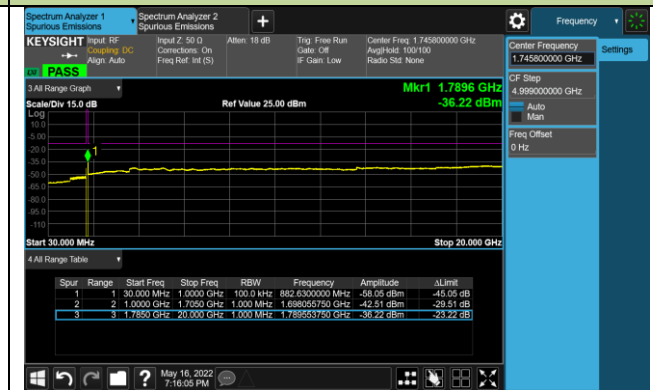 Spectrum Analyzer 1
Spurious Emissions
Spectrum Analyzer 2
Spurious Emissions
+
Frequency
KEYSIGHT
Input: RF
Coupling: DC
Align: Auto
Input Z: 50 Ω
Corrections: On
Freq Ref: Int (S)
Atten: 18 dB
Trig: Free Run
Gate: Off
IF Gain: Low
Center Freq: 1.745800000 GHz
Avg|Hold: 100/100
Radio Std: None
PASS
Center Frequency
1.745800000 GHz
Settings
CF Step
4.999000000 GHz
Auto
Man
Freq Offset
0 Hz
3 All Range Graph
Mkr1 1.7896 GHz
Scale/Div 15.0 dB
Ref Value 25.00 dBm
-36.22 dBm
Log
10.0
-5.00
-20.0
-35.0
-50.0
-65.0
-80.0
-95.0
-110
1
Start 30.000 MHz
Stop 20.000 GHz
4 All Range Table
Spur Range Start Freq Stop Freq RBW Frequency Amplitude ΔLimit
1 1 30.000 MHz 1.0000 GHz 100.0 kHz 882.6300000 MHz -58.05 dBm -45.05 dB
2 2 1.0000 GHz 1.7050 GHz 1.000 MHz 1.698055750 GHz -42.51 dBm -29.51 dB
3 3 1.7850 GHz 20.000 GHz 1.000 MHz 1.789553750 GHz -36.22 dBm -23.22 dB
?
May 16, 2022
7:16:05 PM